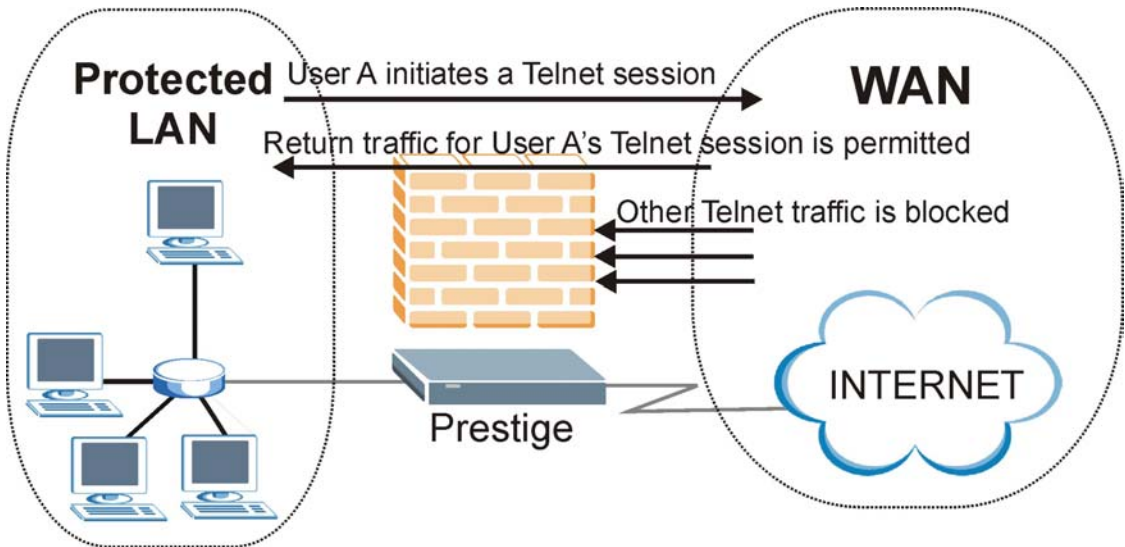 Protected
LAN
User A initiates a Telnet session
WAN
Return traffic for User A's Telnet session is permitted
Other Telnet traffic is blocked
INTERNET
Prestige